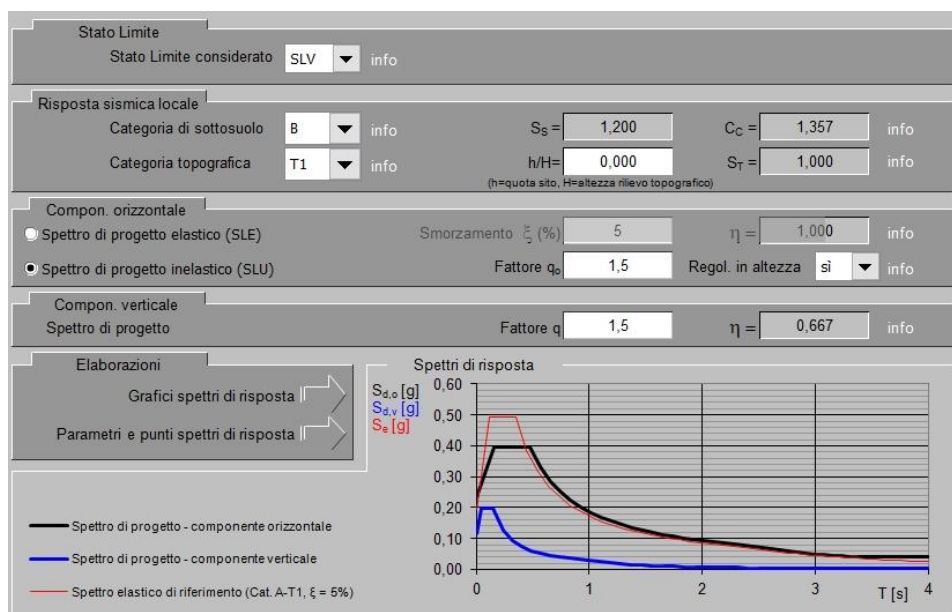 Stato Limite
Stato Limite considerato SLV info
Risposta sismica locale
Categoria di sottosuolo B info S_S = 1,200 C_C = 1,357 info
Categoria topografica T1 info h/H= 0,000 S_T = 1,000 info
(h=quota sito, H=altezza rilievo topografico)
Compon. orizzontale
Spettro di progetto elastico (SLE) Smorzamento ξ (%) 5 η = 1,000 info
Spettro di progetto inelastico (SLU) Fattore q_o 1,5 Regol. in altezza sì info
Compon. verticale
Spettro di progetto Fattore q 1,5 η = 0,667 info
Elaborazioni
Grafici spettri di risposta
Parametri e punti spettri di risposta
Spettri di risposta
S_d,o [g]
S_d,v [g]
S_e [g]
0,60
0,50
0,40
0,30
0,20
0,10
0,00
0 1 2 3 T [s] 4
Spettro di progetto - componente orizzontale
Spettro di progetto - componente verticale
Spettro elastico di riferimento (Cat. A-T1, ξ = 5%)